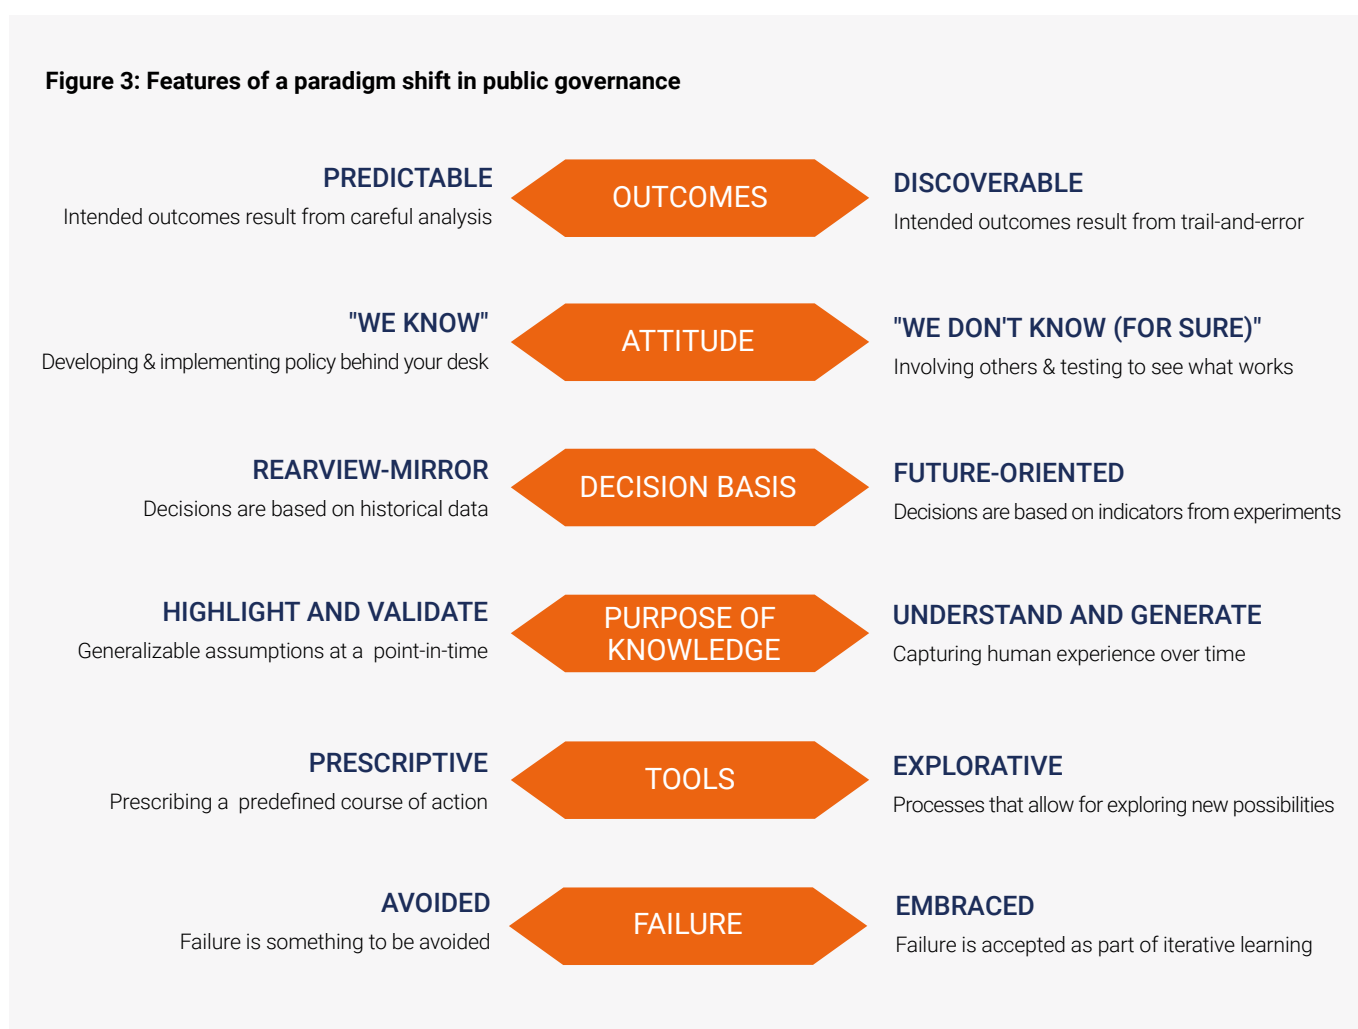 Figure 3: Features of a paradigm shift in public governance
PREDICTABLE
Intended outcomes result from careful analysis
OUTCOMES
DISCOVERABLE
Intended outcomes result from trail-and-error
"WE KNOW"
Developing & implementing policy behind your desk
ATTITUDE
"WE DON'T KNOW (FOR SURE)"
Involving others & testing to see what works
REARVIEW-MIRROR
Decisions are based on historical data
DECISION BASIS
FUTURE-ORIENTED
Decisions are based on indicators from experiments
HIGHLIGHT AND VALIDATE
Generalizable assumptions at a point-in-time
PURPOSE OF
KNOWLEDGE
UNDERSTAND AND GENERATE
Capturing human experience over time
PRESCRIPTIVE
Prescribing a predefined course of action
TOOLS
EXPLORATIVE
Processes that allow for exploring new possibilities
AVOIDED
Failure is something to be avoided
FAILURE
EMBRACED
Failure is accepted as part of iterative learning